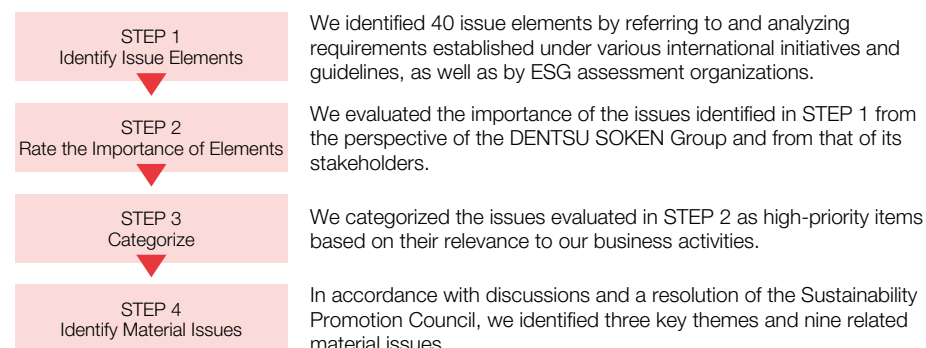 STEP 1
Identify Issue Elements
We identified 40 issue elements by referring to and analyzing
requirements established under various international initiatives and
guidelines, as well as by ESG assessment organizations.
STEP 2
Rate the Importance of Elements
We evaluated the importance of the issues identified in STEP 1 from
the perspective of the DENTSU SOKEN Group and from that of its
stakeholders.
STEP 3
Categorize
We categorized the issues evaluated in STEP 2 as high-priority items
based on their relevance to our business activities.
STEP 4
Identify Material Issues
In accordance with discussions and a resolution of the Sustainability
Promotion Council, we identified three key themes and nine related
material issues